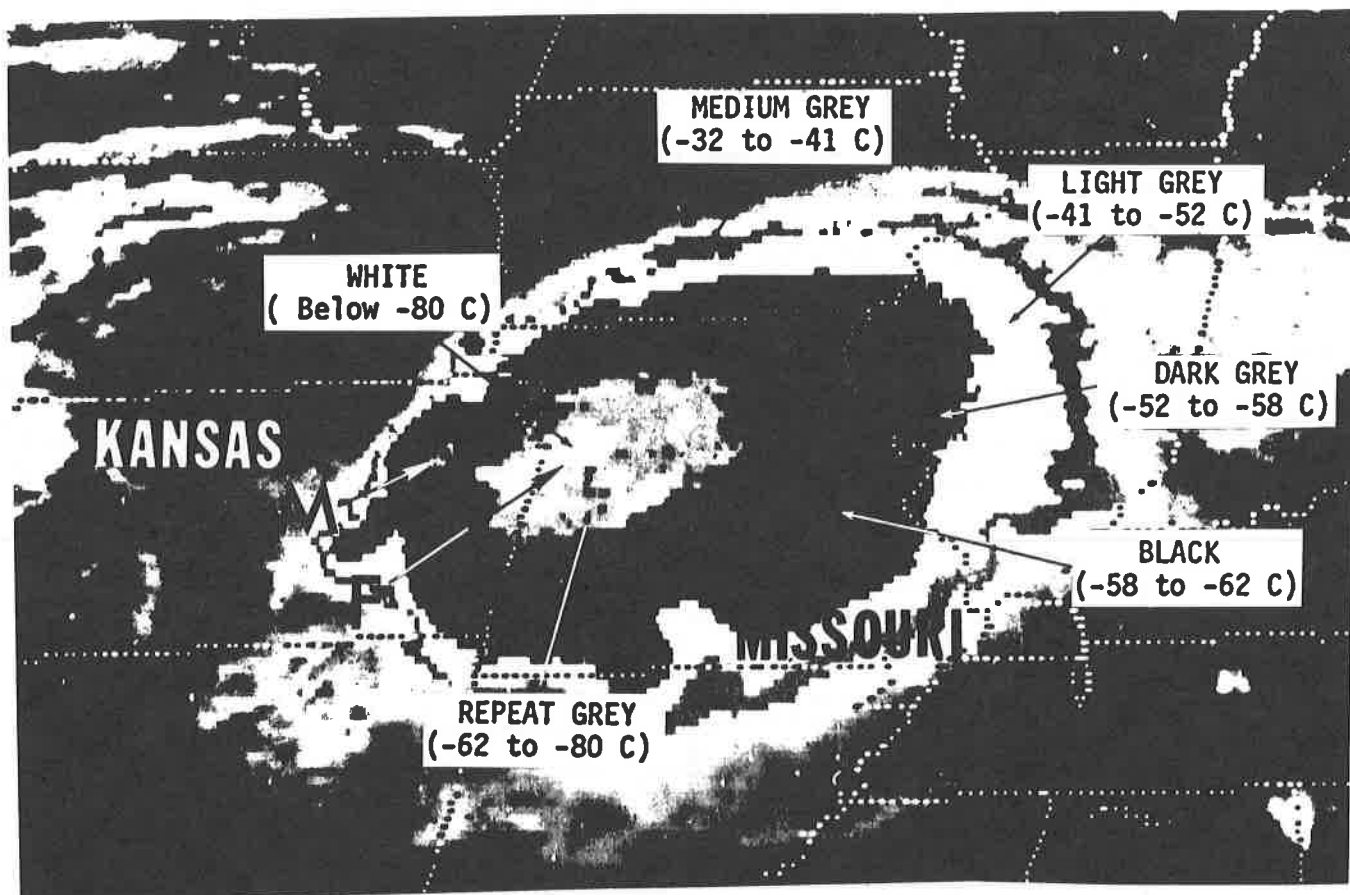 MEDIUM GREY
(-32 to -41 C)
LIGHT GREY
(-41 to -52 C)
WHITE
( Below -80 C)
DARK GREY
(-52 to -58 C)
KANSAS
BLACK
(-58 to -62 C)
MISSOURI
REPEAT GREY
(-62 to -80 C)